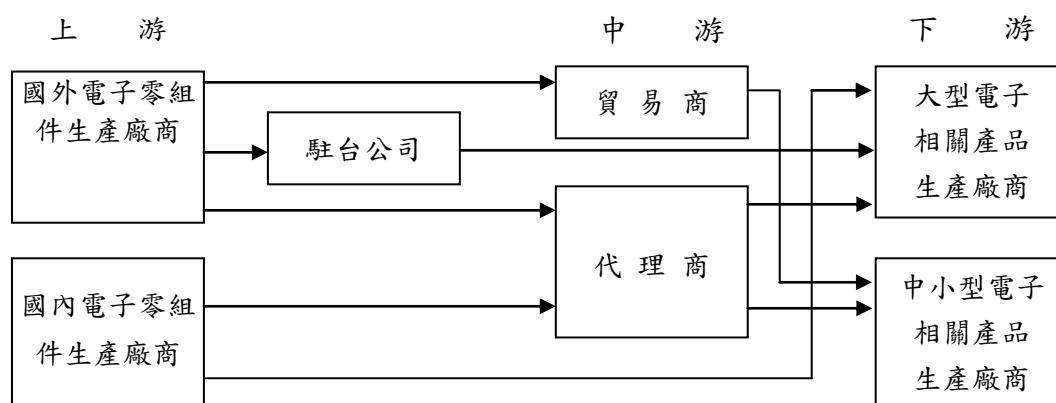 上 游
中 游
下 游
國外電子零組
件生產廠商
駐台公司
貿易商
大型電子
相關產品
生產廠商
國內電子零組
件生產廠商
代理商
中小型電子
相關產品
生產廠商